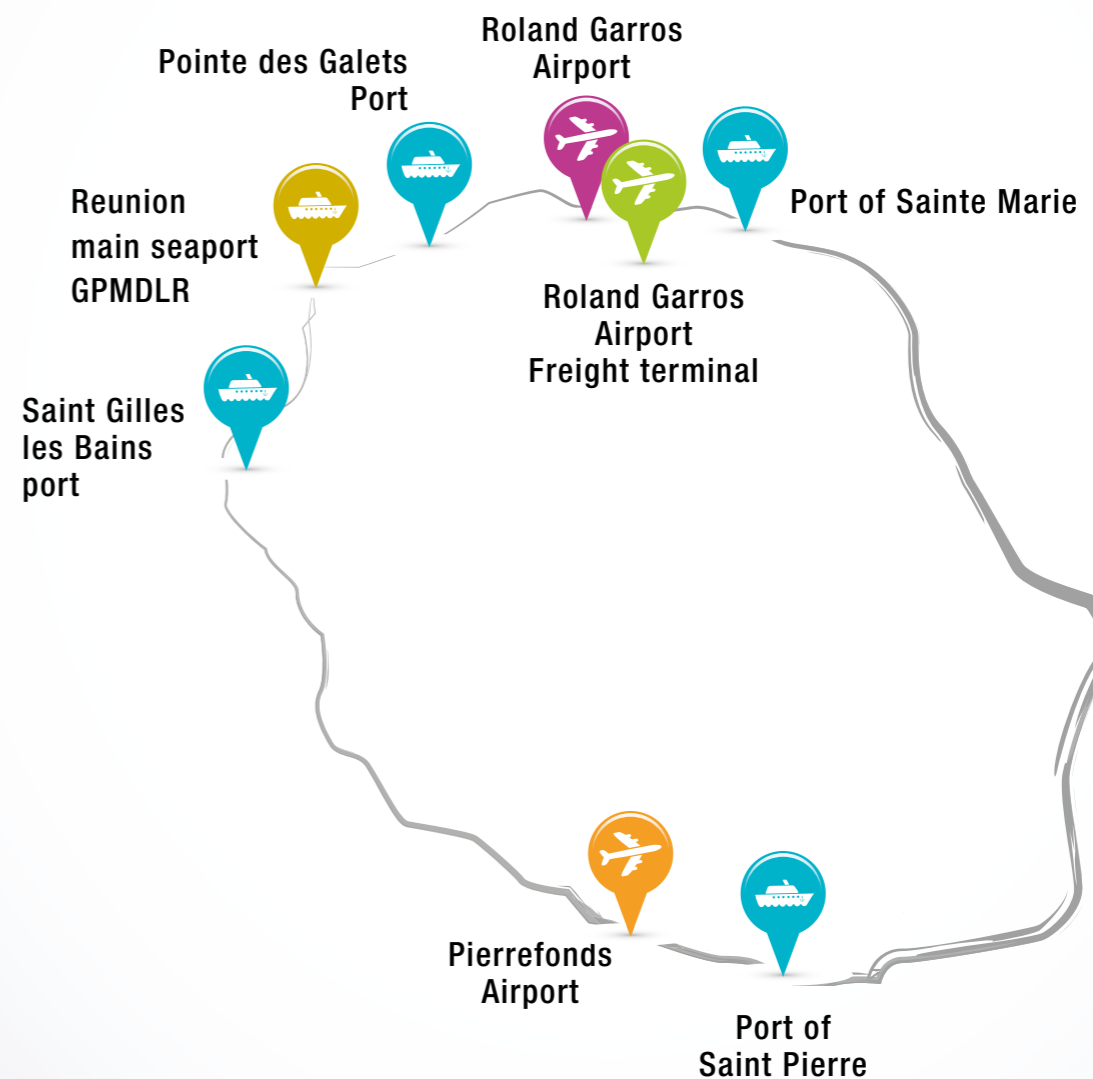 Roland Garros
Airport
Pointe des Galets
Port
Reunion
main seaport
GPMDLR
Port of Sainte Marie
Roland Garros
Airport
Freight terminal
Saint Gilles
les Bains
port
Pierrefonds
Airport
Port of
Saint Pierre